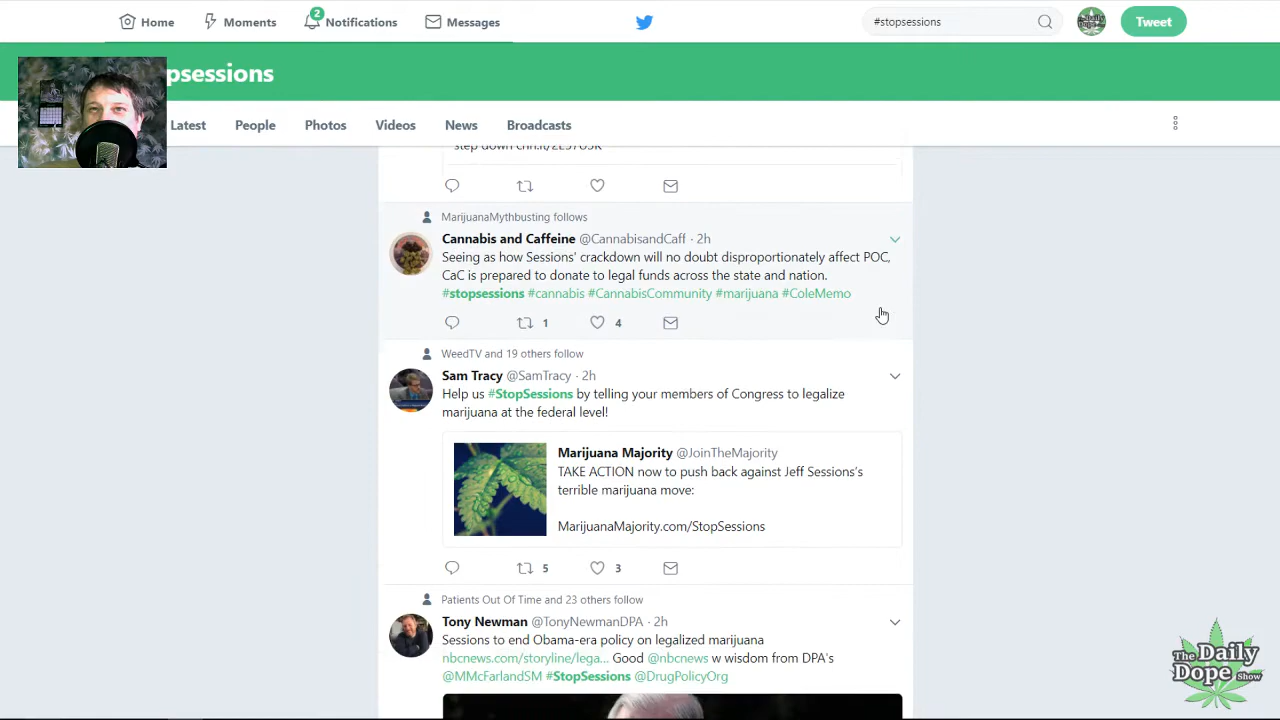 Home
Moments
2
Notifications
Messages
#stopsessions
Tweet
psessions
Latest
People
Photos
Videos
News
Broadcasts
MarijuanaMythbusting follows
Cannabis and Caffeine @CannabisandCaff · 2h
Seeing as how Sessions' crackdown will no doubt disproportionately affect POC,
CaC is prepared to donate to legal funds across the state and nation.
#stopsessions #cannabis #CannabisCommunity #marijuana #ColeMemo
1
4
WeedTV and 19 others follow
Sam Tracy @SamTracy · 2h
Help us #StopSessions by telling your members of Congress to legalize
marijuana at the federal level!
Marijuana Majority @JoinTheMajority
TAKE ACTION now to push back against Jeff Sessions's
terrible marijuana move:
MarijuanaMajority.com/StopSessions
5
3
Patients Out Of Time and 23 others follow
Tony Newman @TonyNewmanDPA · 2h
Sessions to end Obama-era policy on legalized marijuana
nbcnews.com/storyline/lega... Good @nbcnews w wisdom from DPA's
@MMcFarlandSM #StopSessions @DrugPolicyOrg
The Daily
Dope Show